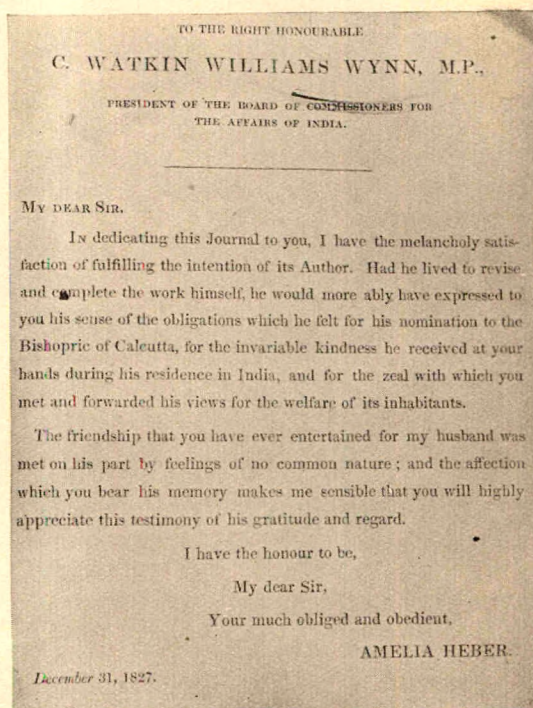 TO THE RIGHT HONOURABLE
C. WATKIN WILLIAMS WYNN, M.P.,
PRESIDENT OF THE BOARD OF COMMISSIONERS FOR
THE AFFAIRS OF INDIA.
MY DEAR SIR,
IN dedicating this Journal to you, I have the melancholy satis-
faction of fulfilling the intention of its Author. Had he lived to revise
and complete the work himself, he would more ably have expressed to
you his sense of the obligations which he felt for his nomination to the
Bishopric of Calcutta, for the invariable kindness he received at your
hands during his residence in India, and for the zeal with which you
met and forwarded his views for the welfare of its inhabitants.
The friendship that you have ever entertained for my husband was
met on his part by feelings of no common nature; and the affection
which you bear his memory makes me sensible that you will highly
appreciate this testimony of his gratitude and regard.
I have the honour to be,
My dear Sir,
Your much obliged and obedient,
AMELIA HEBER.
December 31, 1827.